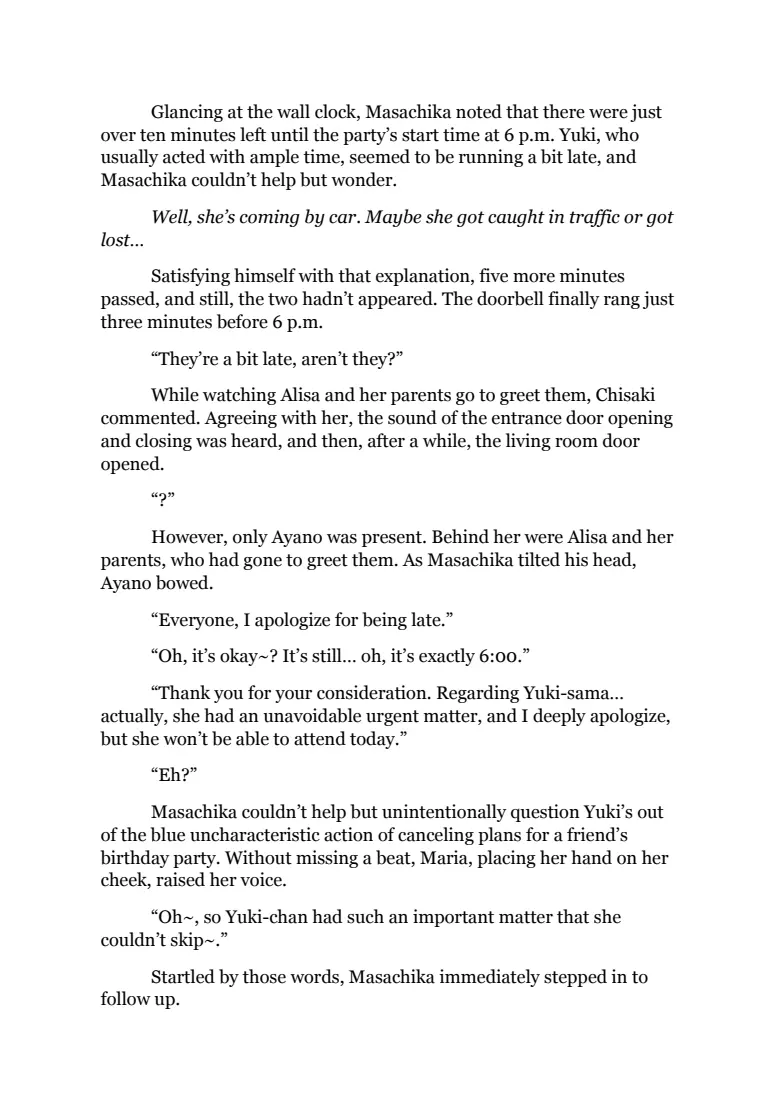 Glancing at the wall clock, Masachika noted that there were just
over ten minutes left until the party’s start time at 6 p.m. Yuki, who
usually acted with ample time, seemed to be running a bit late, and
Masachika couldn’t help but wonder.
Well, she’s coming by car. Maybe she got caught in traffic or got
lost…
Satisfying himself with that explanation, five more minutes
passed, and still, the two hadn’t appeared. The doorbell finally rang just
three minutes before 6 p.m.
“They’re a bit late, aren’t they?”
While watching Alisa and her parents go to greet them, Chisaki
commented. Agreeing with her, the sound of the entrance door opening
and closing was heard, and then, after a while, the living room door
opened.
“?”
However, only Ayano was present. Behind her were Alisa and her
parents, who had gone to greet them. As Masachika tilted his head,
Ayano bowed.
“Everyone, I apologize for being late.”
“Oh, it’s okay~? It’s still… oh, it’s exactly 6:00.”
“Thank you for your consideration. Regarding Yuki-sama…
actually, she had an unavoidable urgent matter, and I deeply apologize,
but she won’t be able to attend today.”
“Eh?”
Masachika couldn’t help but unintentionally question Yuki’s out
of the blue uncharacteristic action of canceling plans for a friend’s
birthday party. Without missing a beat, Maria, placing her hand on her
cheek, raised her voice.
“Oh~, so Yuki-chan had such an important matter that she
couldn’t skip~.”
Startled by those words, Masachika immediately stepped in to
follow up.